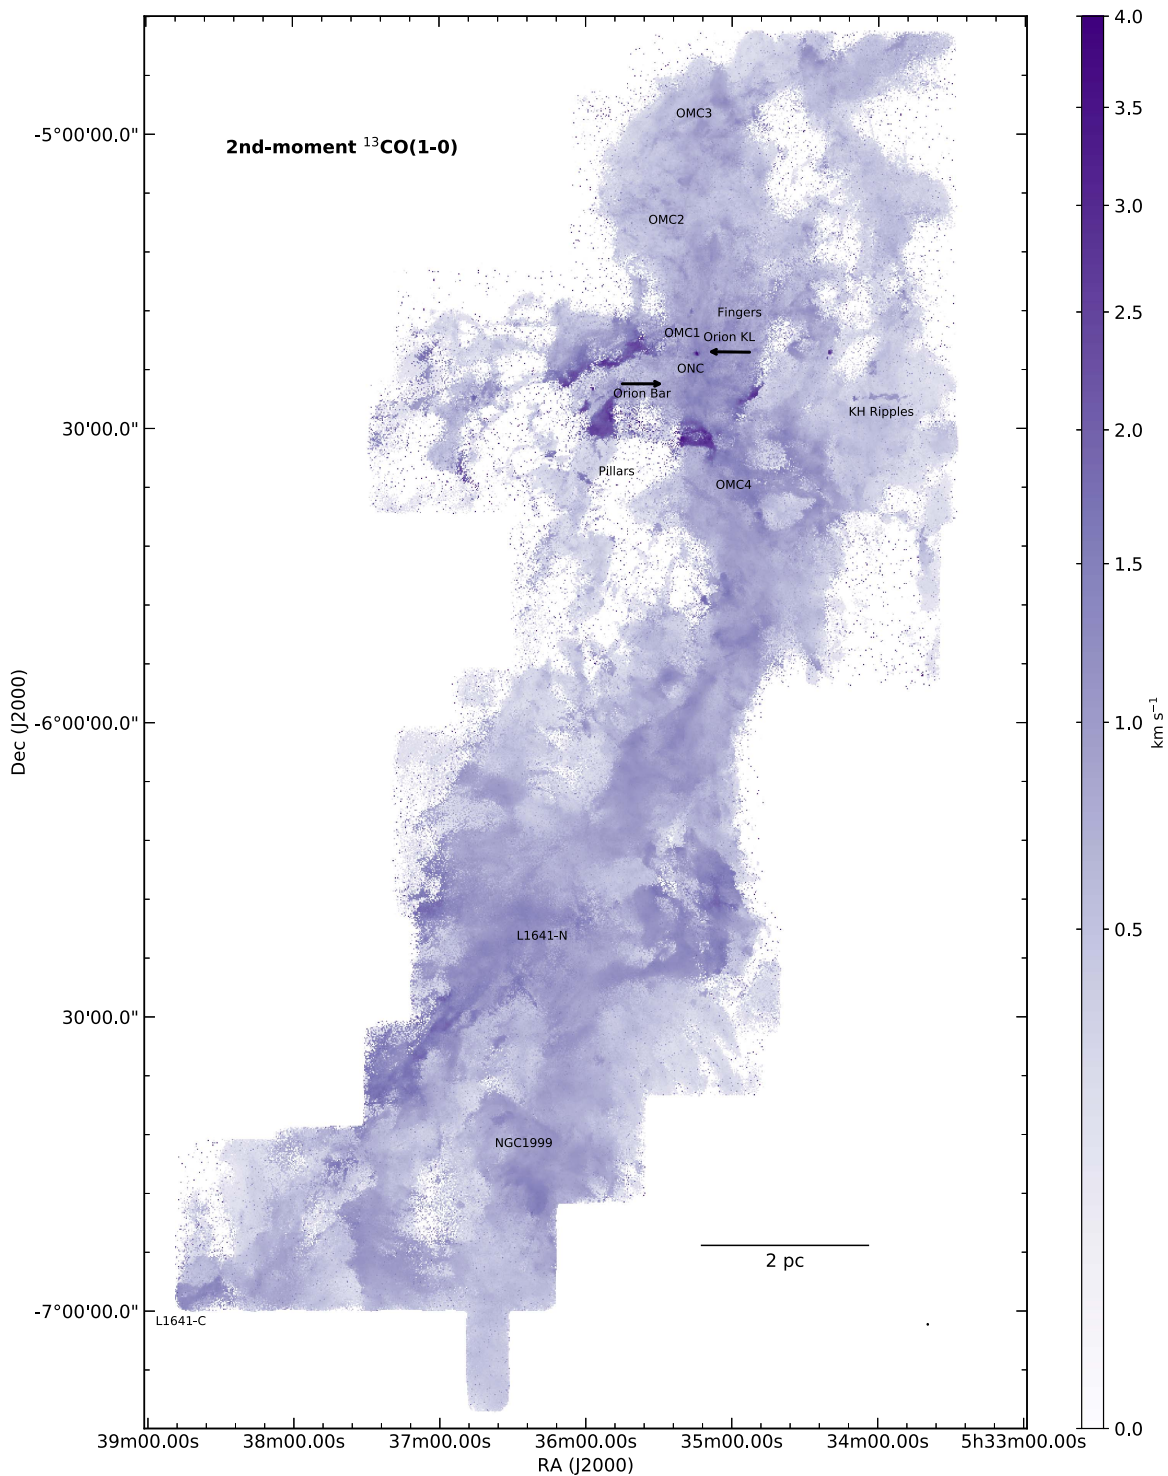 4.0
OMC3
3.5
-5°00'00.0"
2nd-moment ¹³CO(1-0)
3.0
OMC2
2.5
Fingers
OMC1
Orion KL
ONC
Orion Bar
KH Ripples
30'00.0"
2.0
Pillars
OMC4
1.5
Dec (J2000)
-6°00'00.0"
1.0
km s⁻¹
0.5
L1641-N
30'00.0"
NGC1999
2 pc
-7°00'00.0"
L1641-C
0.0
39m00.00s 38m00.00s 37m00.00s 36m00.00s 35m00.00s 34m00.00s 5h33m00.00s
RA (J2000)